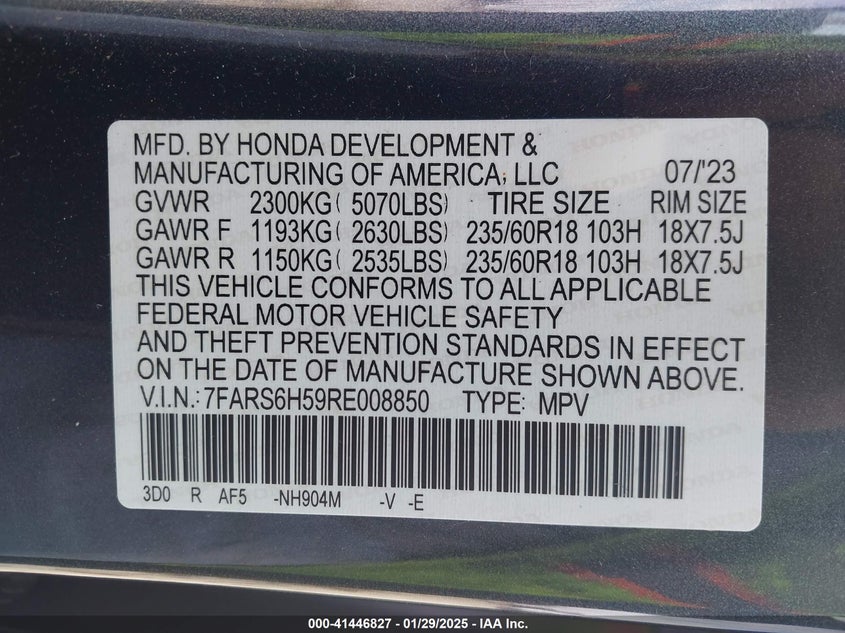 MFD. BY HONDA DEVELOPMENT &
MANUFACTURING OF AMERICA, LLC 07/'23
GVWR 2300KG( 5070LBS) TIRE SIZE RIM SIZE
GAWR F 1193KG( 2630LBS) 235/60R18 103H 18X7.5J
GAWR R 1150KG( 2535LBS) 235/60R18 103H 18X7.5J
THIS VEHICLE CONFORMS TO ALL APPLICABLE
FEDERAL MOTOR VEHICLE SAFETY
AND THEFT PREVENTION STANDARDS IN EFFECT
ON THE DATE OF MANUFACTURE SHOWN ABOVE.
V.I.N.: 7FARS6H59RE008850 TYPE: MPV
3D0 R AF5 -NH904M -V -E
000-41446827 - 01/29/2025 - IAA Inc.